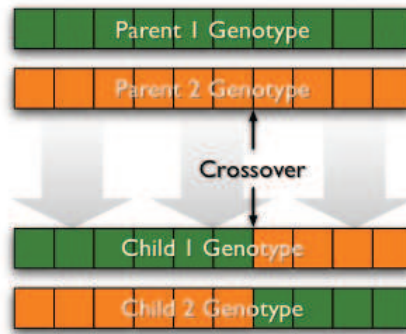 Parent 1 Genotype
Parent 2 Genotype
Crossover
Child 1 Genotype
Child 2 Genotype